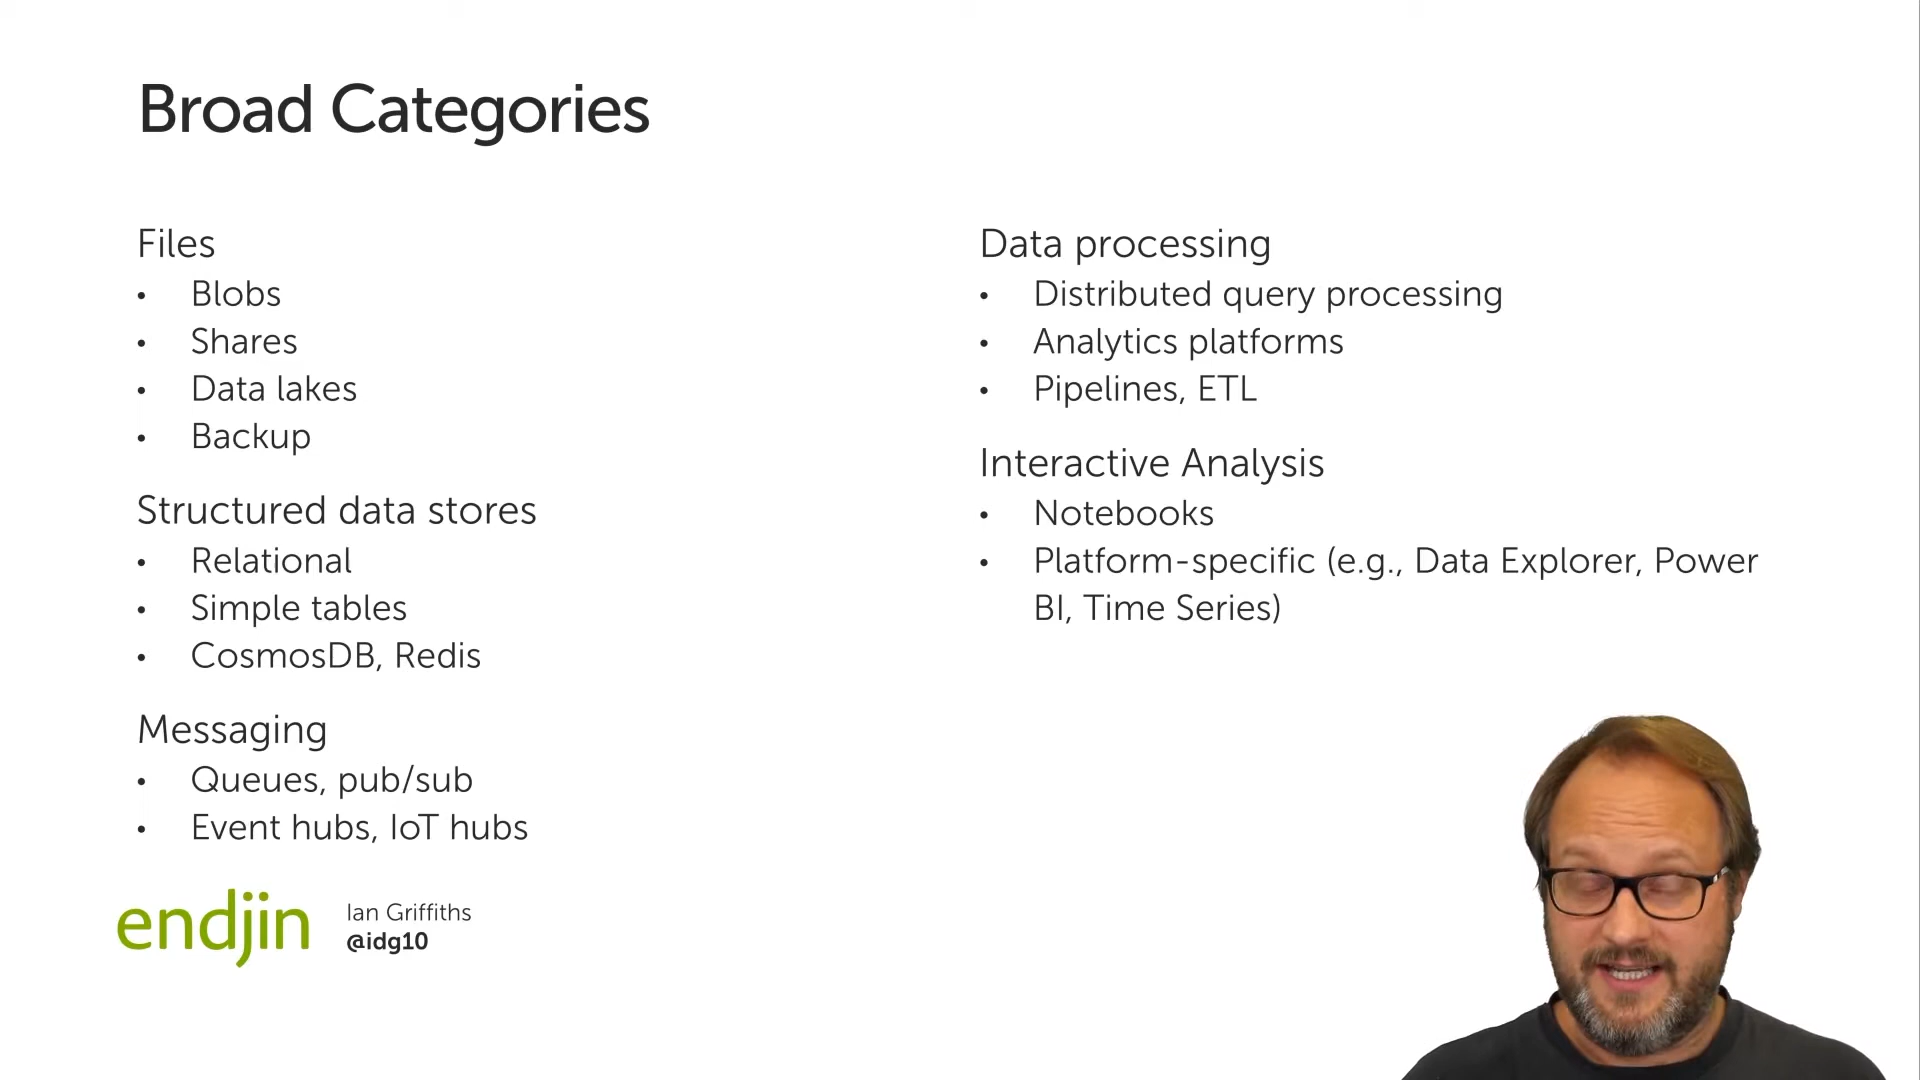 Broad Categories
Files
• Blobs
• Shares
• Data lakes
• Backup
Structured data stores
• Relational
• Simple tables
• CosmosDB, Redis
Messaging
• Queues, pub/sub
• Event hubs, IoT hubs
Data processing
• Distributed query processing
• Analytics platforms
• Pipelines, ETL
Interactive Analysis
• Notebooks
• Platform-specific (e.g., Data Explorer, Power
BI, Time Series)
endjin
Ian Griffiths
@idg10